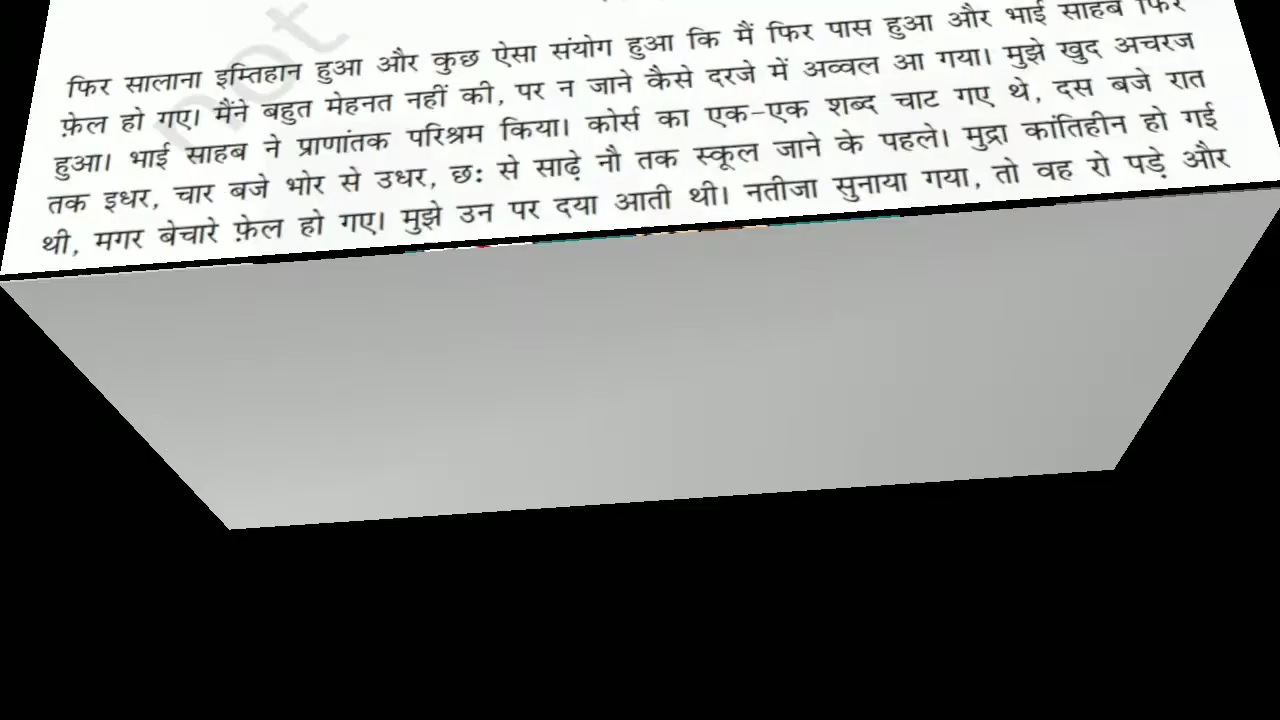 not
फिर सालाना इम्तिहान हुआ और कुछ ऐसा संयोग हुआ कि मैं फिर पास हुआ और भाई साहब फिर
फ़ेल हो गए। मैंने बहुत मेहनत नहीं की, पर न जाने कैसे दरजे में अव्वल आ गया। मुझे खुद अचरज
हुआ। भाई साहब ने प्राणांतक परिश्रम किया। कोर्स का एक-एक शब्द चाट गए थे, दस बजे रात
तक इधर, चार बजे भोर से उधर, छः से साढ़े नौ तक स्कूल जाने के पहले। मुद्रा कांतिहीन हो गई
थी, मगर बेचारे फ़ेल हो गए। मुझे उन पर दया आती थी। नतीजा सुनाया गया, तो वह रो पड़े और